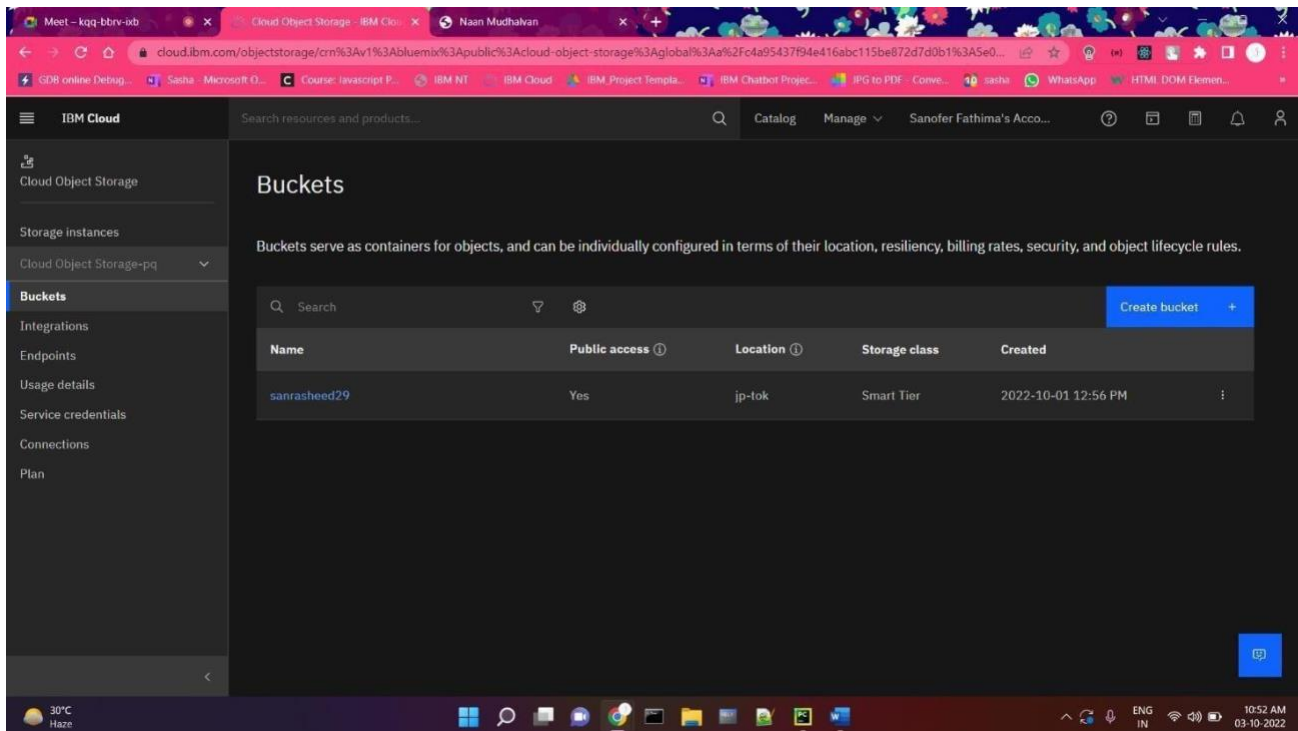 Meet – kqq-bbrv-ixb
Cloud Object Storage - IBM Clou
Naan Mudhalvan
cloud.ibm.com/objectstorage/crn%3Av1%3Abluemix%3Apublic%3Acloud-object-storage%3Aglobal%3Aa%2Fc4a95437f94e416abc115be872d7d0b1%3A5e0...
GDB online Debug...
Sasha - Microsoft O...
Course: Javascript P...
IBM NT
IBM Cloud
IBM_Project Templa...
IBM Chatbot Projec...
JPG to PDF - Conve...
sasha
WhatsApp
HTML DOM Elemen...
IBM Cloud
Search resources and products...
Catalog
Manage
Sanofer Fathima's Acco...
Cloud Object Storage
Storage instances
Cloud Object Storage-pq
Buckets
Integrations
Endpoints
Usage details
Service credentials
Connections
Plan
Buckets
Buckets serve as containers for objects, and can be individually configured in terms of their location, resiliency, billing rates, security, and object lifecycle rules.
Search
Create bucket +
Name Public access Location Storage class Created
sanrasheed29 Yes jp-tok Smart Tier 2022-10-01 12:56 PM
30°C
Haze
ENG
IN
10:52 AM
03-10-2022